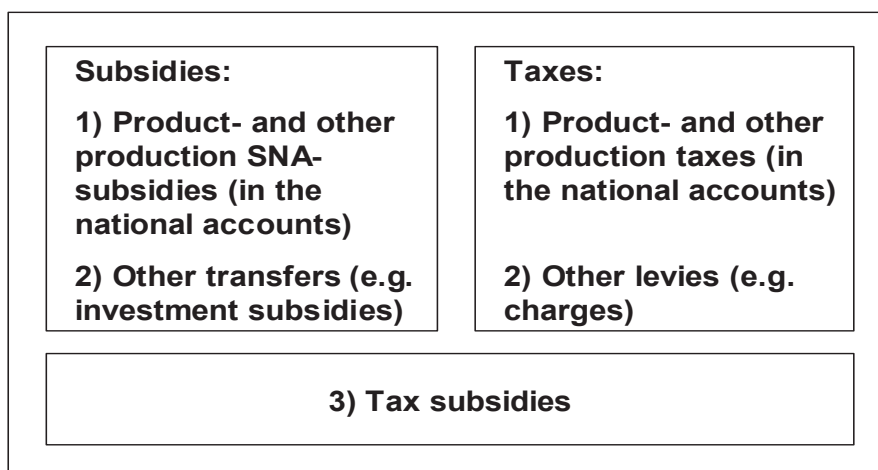 Subsidies:
1) Product- and other
production SNA-
subsidies (in the
national accounts)
2) Other transfers (e.g.
investment subsidies)
Taxes:
1) Product- and other
production taxes (in
the national accounts)
2) Other levies (e.g.
charges)
3) Tax subsidies